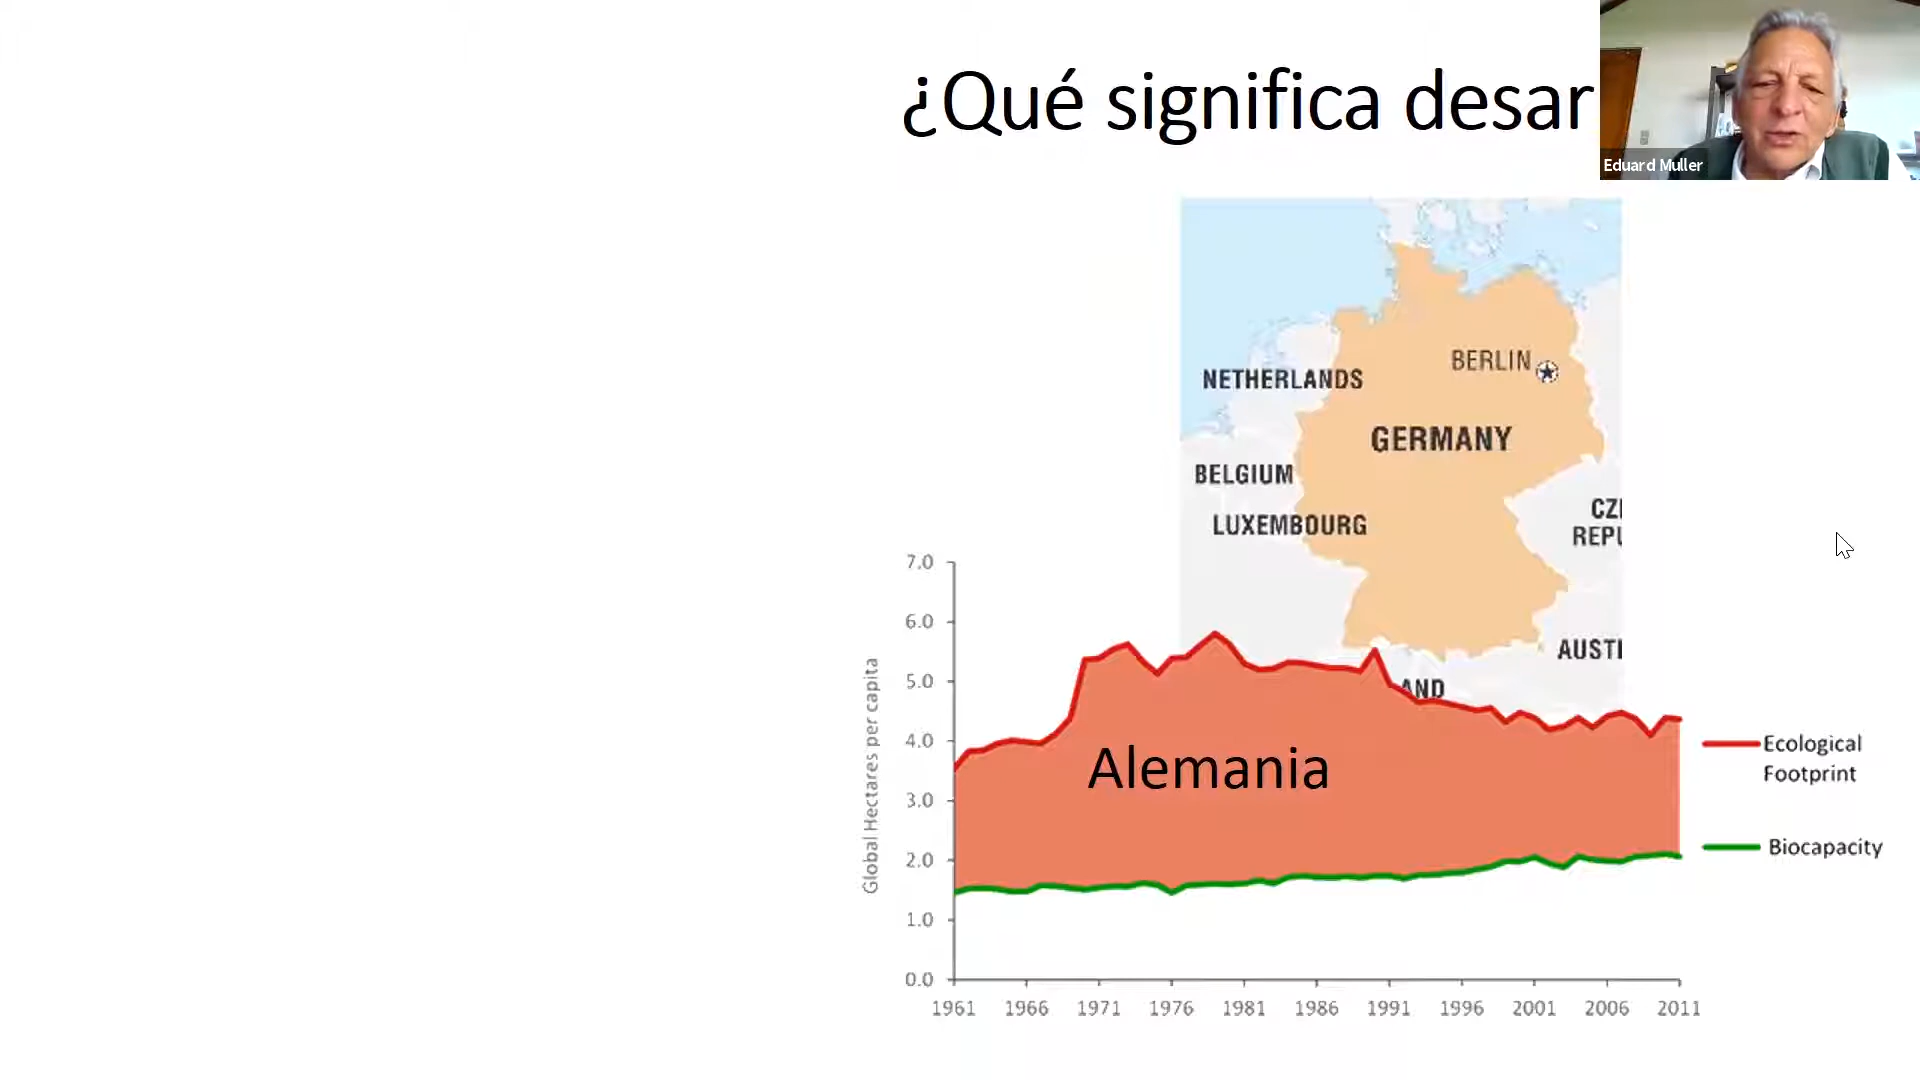 ¿Qué significa desar
Eduard Muller
BERLIN
NETHERLANDS
GERMANY
BELGIUM
LUXEMBOURG
CZI
REPU
AUSTI
AND
7.0
6.0
5.0
4.0
3.0
2.0
1.0
0.0
Global Hectares per capita
Alemania
Ecological
Footprint
Biocapacity
1961 1966 1971 1976 1981 1986 1991 1996 2001 2006 2011